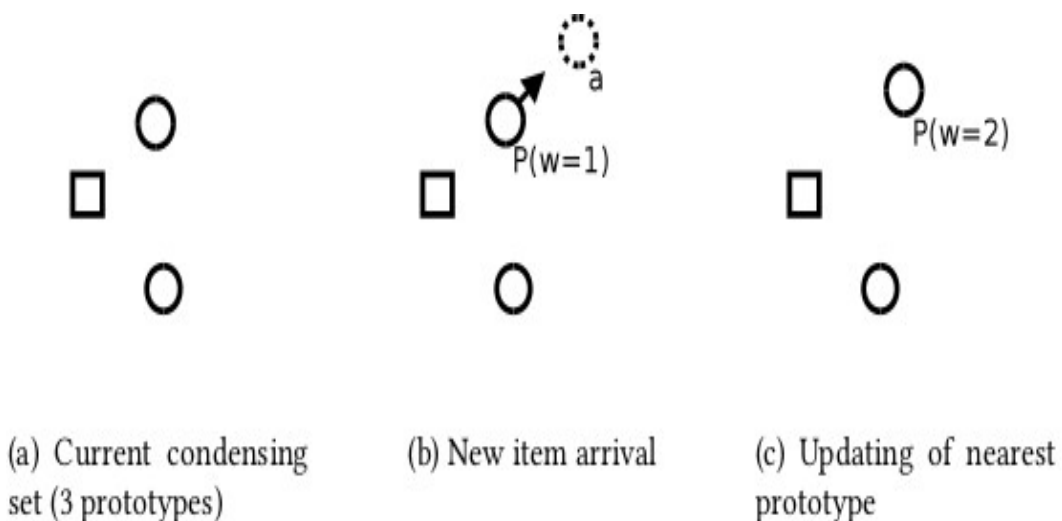 a
P(w=1)
P(w=2)
(a) Current condensing
set (3 prototypes)
(b) New item arrival
(c) Updating of nearest
prototype